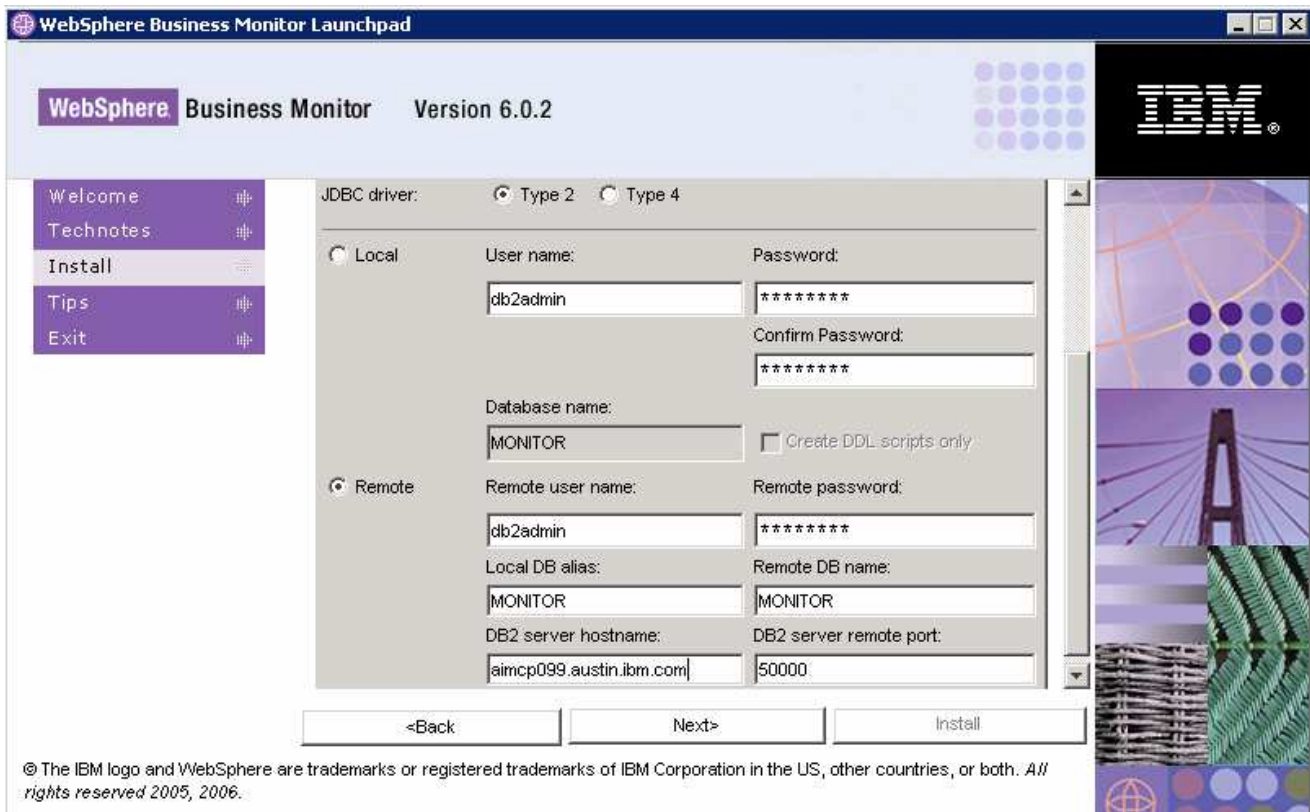 WebSphere Business Monitor Launchpad
WebSphere. Business Monitor Version 6.0.2
IBM®
Welcome
Technotes
Install
Tips
Exit
JDBC driver: Type 2 Type 4
Local User name: Password:
db2admin ********
Confirm Password:
********
Database name:
MONITOR Create DDL scripts only
Remote Remote user name: Remote password:
db2admin ********
Local DB alias: Remote DB name:
MONITOR MONITOR
DB2 server hostname: DB2 server remote port:
aimcp099.austin.ibm.com 50000
<Back Next> Install
© The IBM logo and WebSphere are trademarks or registered trademarks of IBM Corporation in the US, other countries, or both. All
rights reserved 2005, 2006.